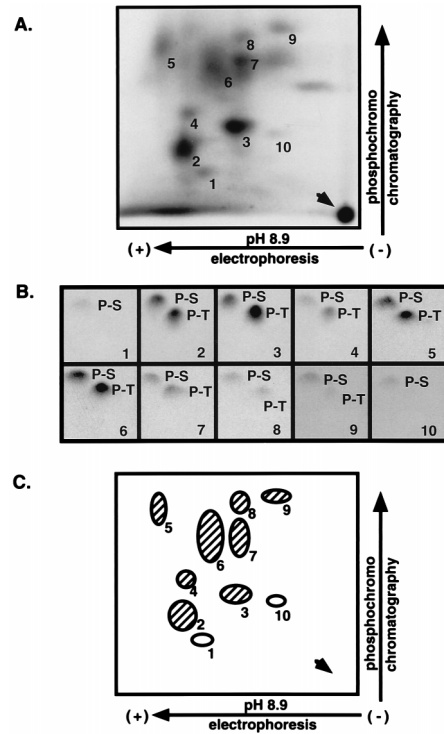 A.
8
9
5
7
6
4
3
10
2
1
phosphochromo
chromatography
pH 8.9
(+) (-)
electrophoresis
B.
P-S P-S P-S P-S P-S
P-T P-T P-T P-T
1 2 3 4 5
P-S P-S P-S P-S P-S
P-T P-T P-T P-T
6 7 8 9 10
C.
5
8
9
6
7
4
2
3
10
1
phosphochromo
chromatography
pH 8.9
(+) (-)
electrophoresis